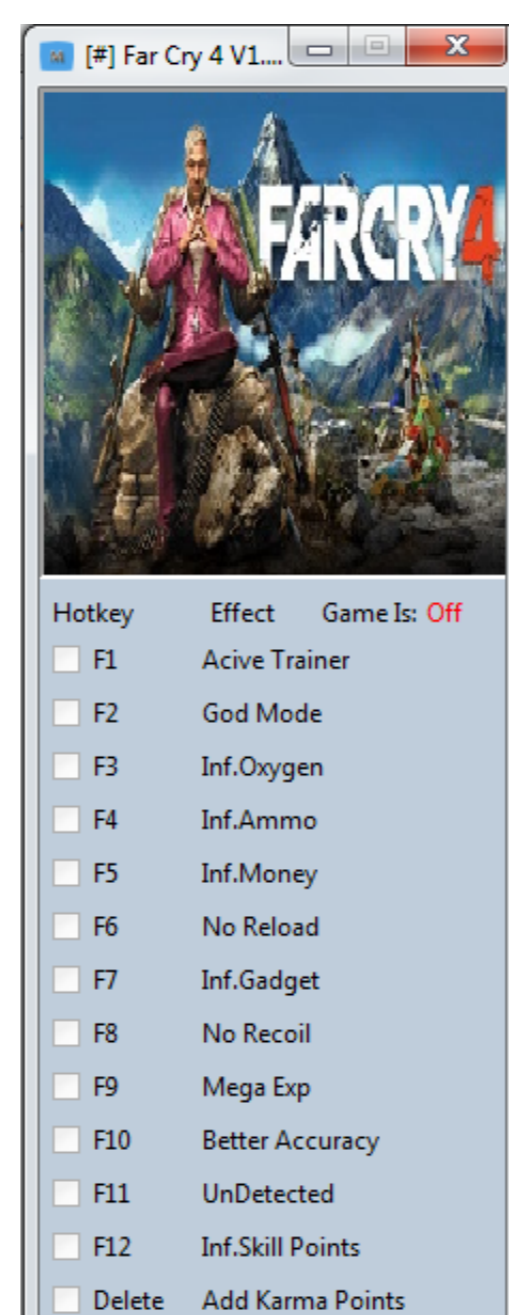 [#] Far Cry 4 V1....
FARCRY4
Hotkey Effect Game Is: Off
F1 Acive Trainer
F2 God Mode
F3 Inf.Oxygen
F4 Inf.Ammo
F5 Inf.Money
F6 No Reload
F7 Inf.Gadget
F8 No Recoil
F9 Mega Exp
F10 Better Accuracy
F11 UnDetected
F12 Inf.Skill Points
Delete Add Karma Points